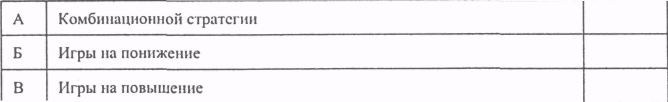 А Комбинационной стратегии
Б Игры на понижение
В Игры на повышение